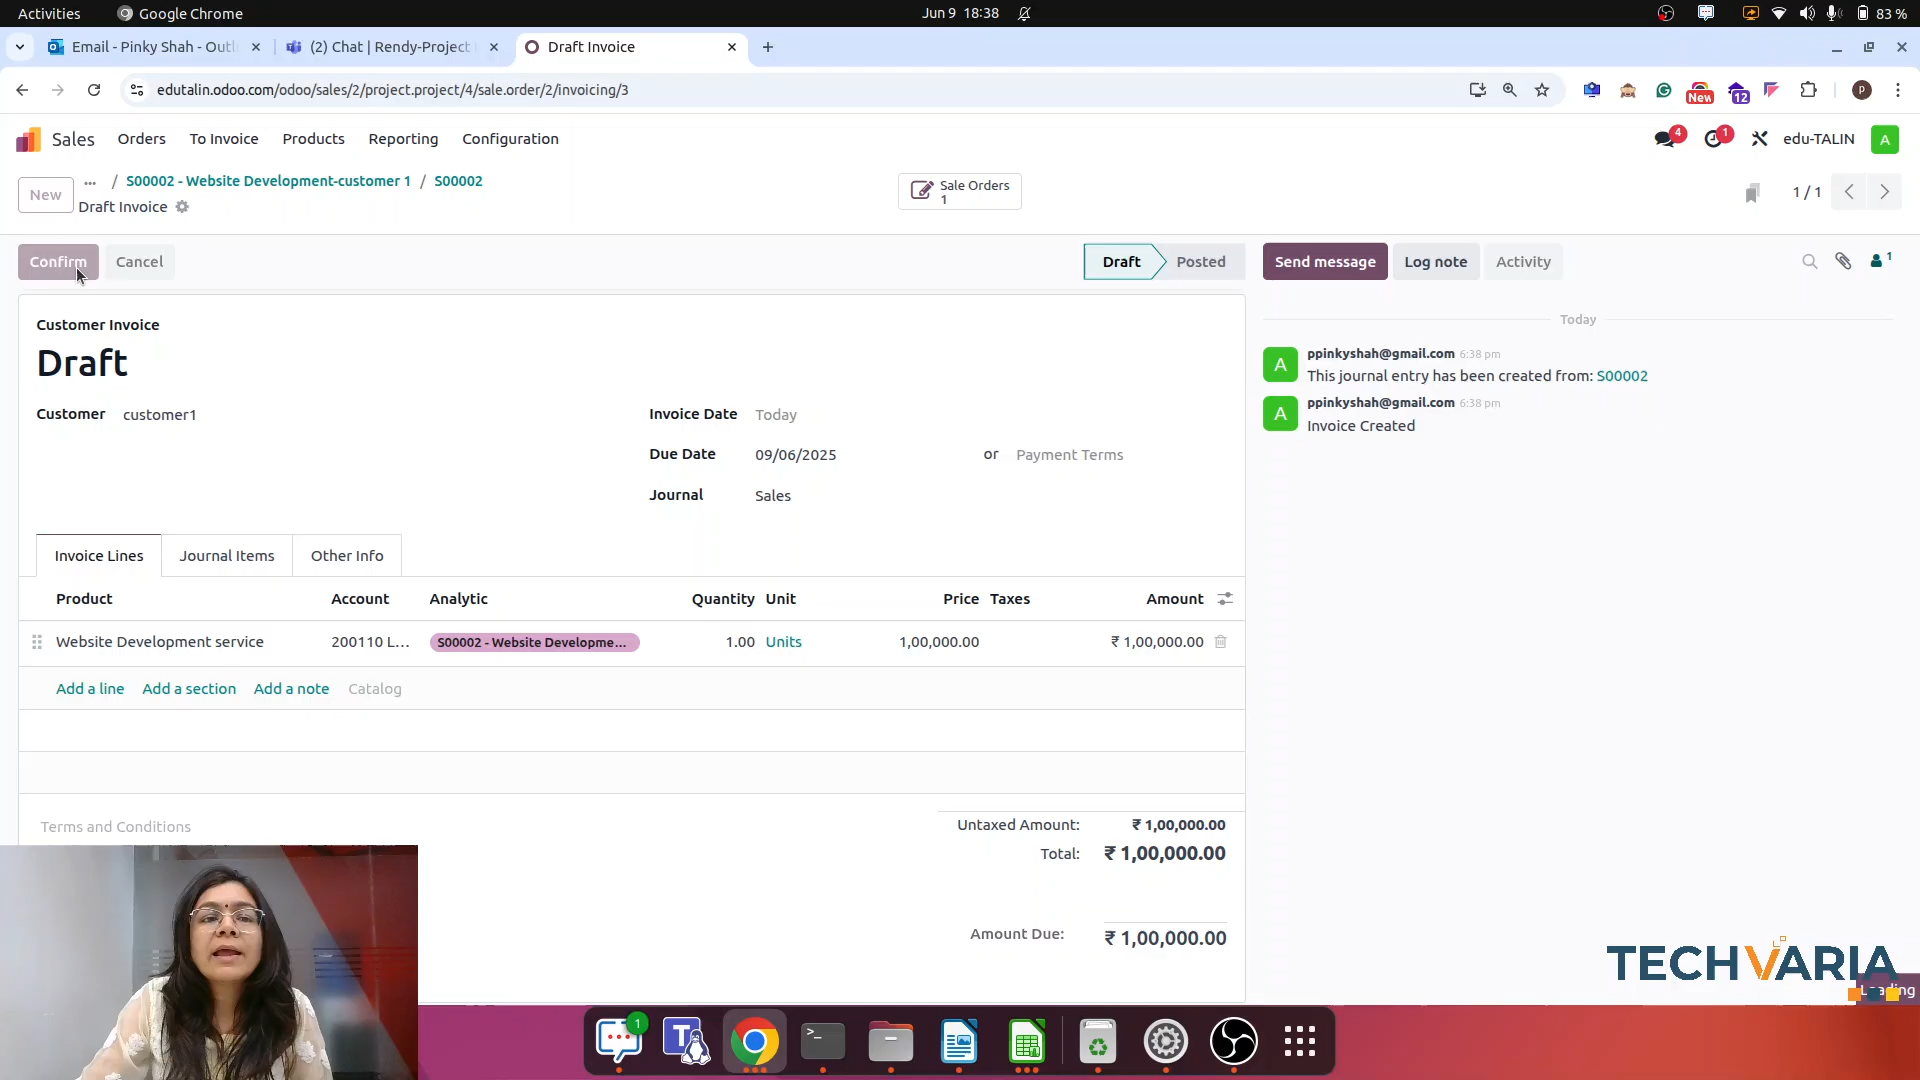 Activities
Google Chrome
Jun 9 18:38
83 %
Email - Pinky Shah - Outl
(2) Chat | Rendy-Project
Draft Invoice
edutalin.odoo.com/odoo/sales/2/project.project/4/sale.order/2/invoicing/3
New
12
P
Sales
Orders
To Invoice
Products
Reporting
Configuration
4
1
edu-TALIN
A
New
... / S00002 - Website Development-customer 1 / S00002
Draft Invoice
Sale Orders
1
1 / 1
Confirm
Cancel
Draft
Posted
Send message
Log note
Activity
1
Customer Invoice
Draft
Customer customer1
Invoice Date Today
Due Date 09/06/2025 or Payment Terms
Journal Sales
Today
A
ppinkyshah@gmail.com 6:38 pm
This journal entry has been created from: S00002
A
ppinkyshah@gmail.com 6:38 pm
Invoice Created
Invoice Lines
Journal Items
Other Info
Product Account Analytic Quantity Unit Price Taxes Amount
Website Development service 200110 L... S00002 - Website Developme... 1.00 Units 1,00,000.00 ₹ 1,00,000.00
Add a line Add a section Add a note Catalog
Terms and Conditions
Untaxed Amount: ₹ 1,00,000.00
Total: ₹ 1,00,000.00
Amount Due: ₹ 1,00,000.00
TECHVARIA
1
T
>_